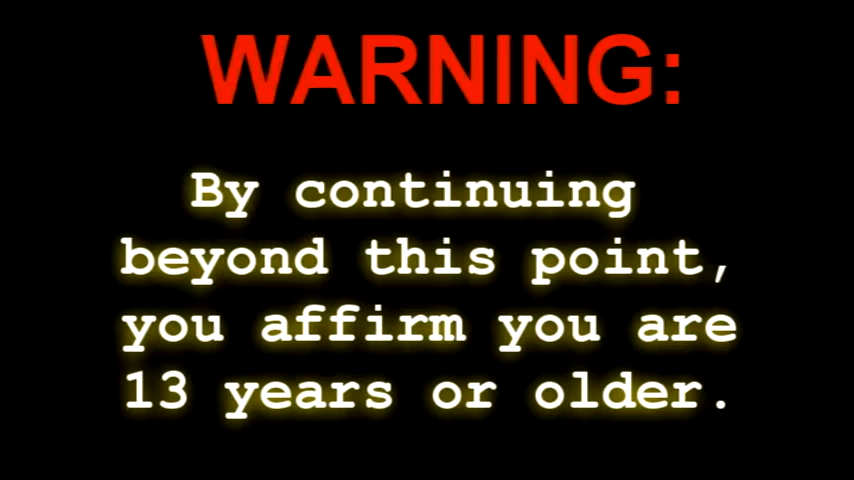 WARNING:
By continuing
beyond this point,
you affirm you are
13 years or older.